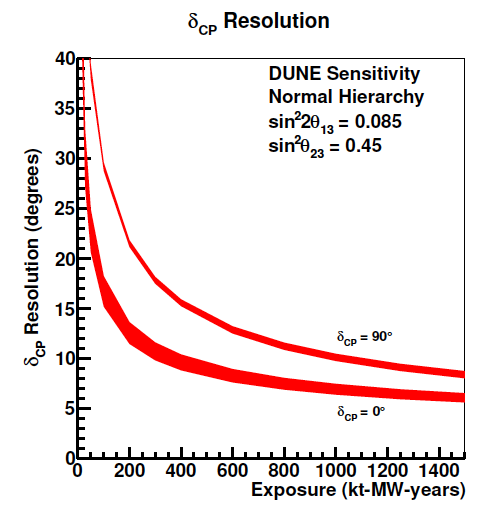 δCP Resolution
DUNE Sensitivity
Normal Hierarchy
sin²2θ13 = 0.085
sin²θ23 = 0.45
δCP Resolution (degrees)
40
35
30
25
20
15
10
5
0
δCP = 90°
δCP = 0°
0 200 400 600 800 1000 1200 1400
Exposure (kt-MW-years)